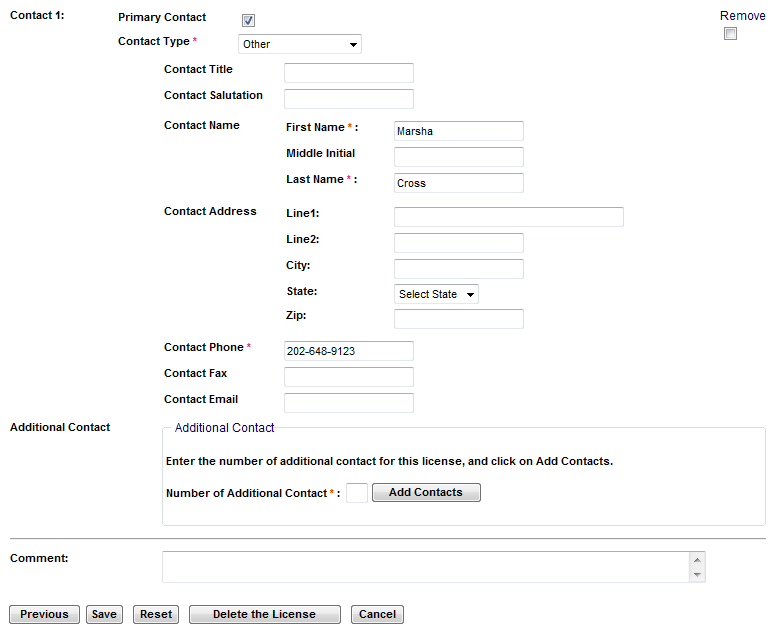 Contact 1: Primary Contact Remove
Contact Type * Other
Contact Title
Contact Salutation
Contact Name First Name * : Marsha
Middle Initial
Last Name * : Cross
Contact Address Line1:
Line2:
City:
State: Select State
Zip:
Contact Phone * 202-648-9123
Contact Fax
Contact Email
Additional Contact Additional Contact
Enter the number of additional contact for this license, and click on Add Contacts.
Number of Additional Contact * : Add Contacts
Comment:
Previous Save Reset Delete the License Cancel